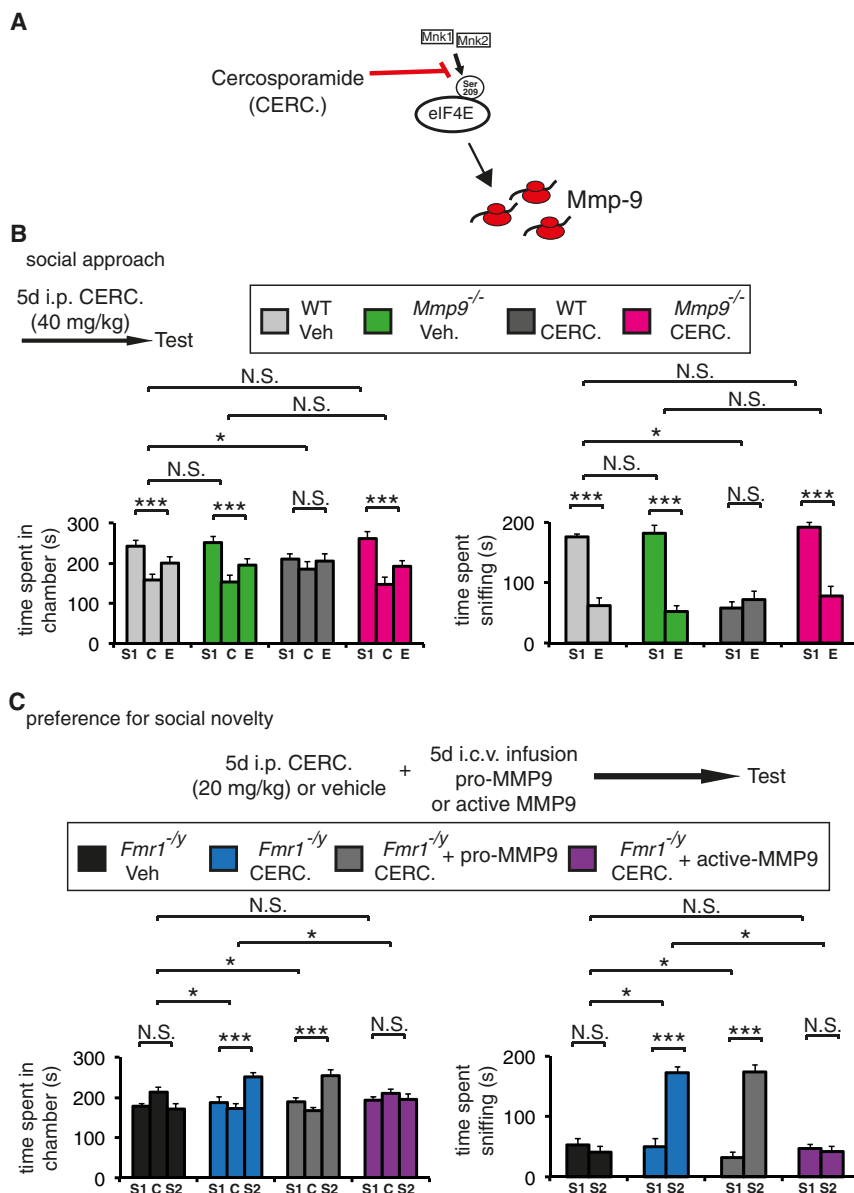 A
Mnk1 Mnk2
Cercosporamide
(CERC.)
Ser
209
eIF4E
Mmp-9
B
social approach
5d i.p. CERC.
(40 mg/kg)
Test
WT
Veh
Mmp9-/-
Veh.
WT
CERC.
Mmp9-/-
CERC.
N.S.
N.S.
*
N.S.
*** *** N.S. ***
time spent in
chamber (s)
300
200
100
0
S1 C E S1 C E S1 C E S1 C E
N.S.
N.S.
*
N.S.
*** *** N.S. ***
time spent
sniffing (s)
200
100
0
S1 E S1 E S1 E S1 E
C
preference for social novelty
5d i.p. CERC.
(20 mg/kg) or vehicle
+
5d i.c.v. infusion
pro-MMP9
or active MMP9
Test
Fmr1-/y
Veh
Fmr1-/y
CERC.
Fmr1-/y
CERC.
+ pro-MMP9
Fmr1-/y
CERC.
+ active-MMP9
N.S.
*
*
*
N.S. *** *** N.S.
time spent in
chamber (s)
300
200
100
0
S1 C S2 S1 C S2 S1 C S2 S1 C S2
N.S.
*
*
*
N.S. *** *** N.S.
time spent
sniffing (s)
200
100
0
S1 S2 S1 S2 S1 S2 S1 S2